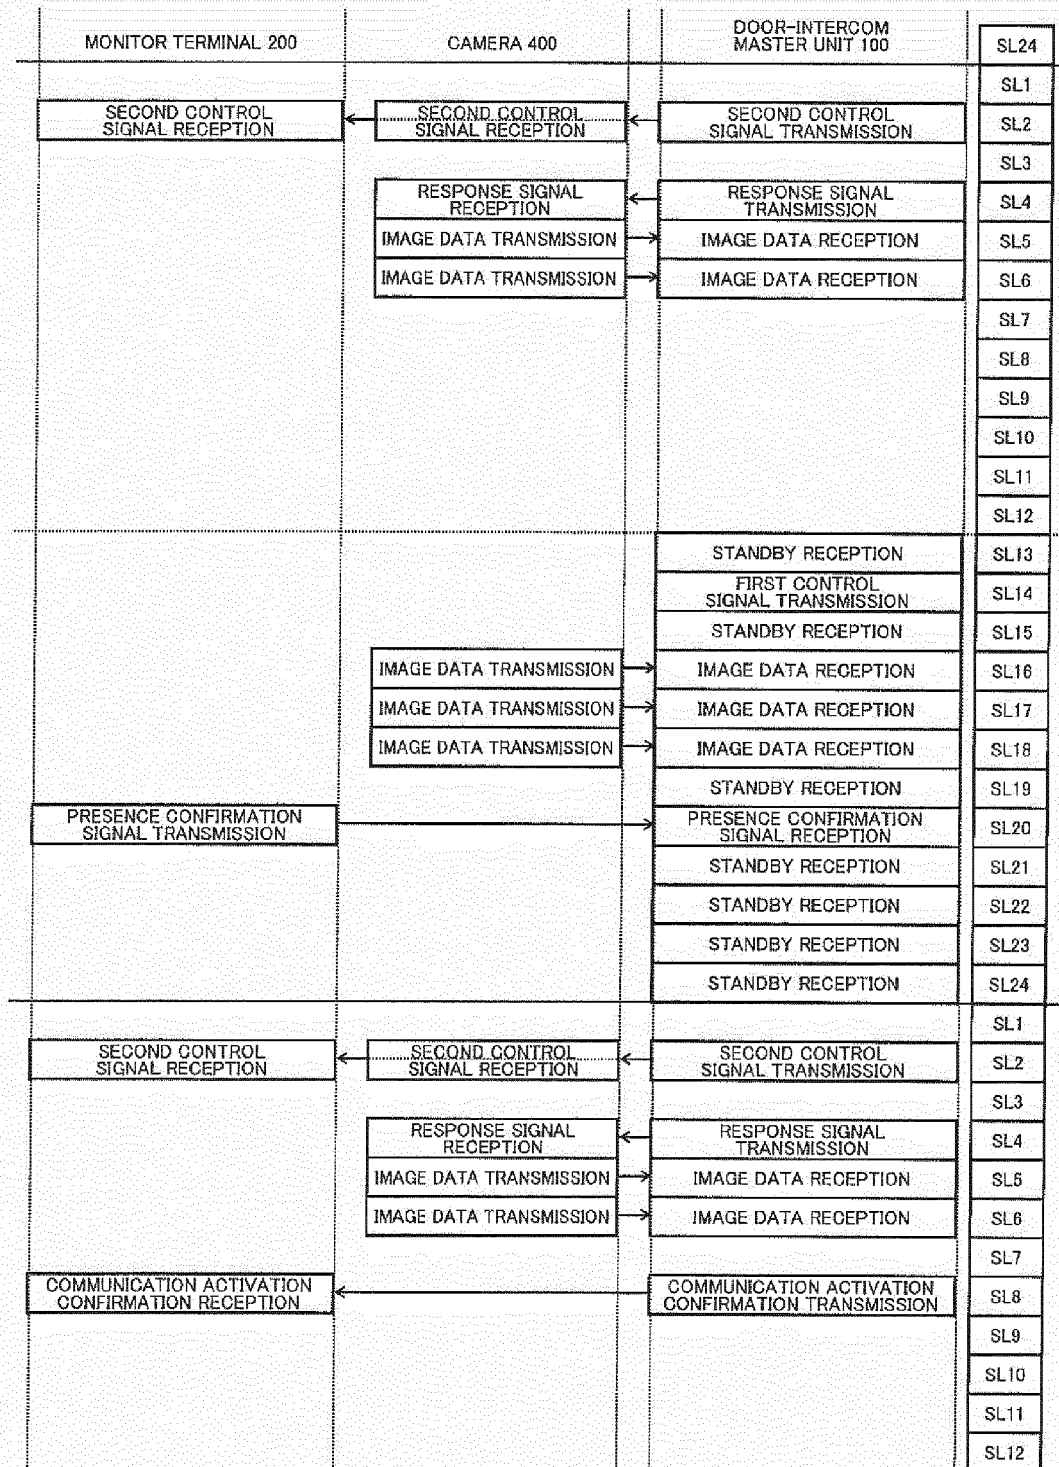 MONITOR TERMINAL 200
CAMERA 400
DOOR-INTERCOM
MASTER UNIT 100
SL24
SL1
SECOND CONTROL
SIGNAL RECEPTION
SECOND CONTROL
SIGNAL RECEPTION
SECOND CONTROL
SIGNAL TRANSMISSION
SL2
SL3
RESPONSE SIGNAL
RECEPTION
RESPONSE SIGNAL
TRANSMISSION
SL4
IMAGE DATA TRANSMISSION
IMAGE DATA RECEPTION
SL5
IMAGE DATA TRANSMISSION
IMAGE DATA RECEPTION
SL6
SL7
SL8
SL9
SL10
SL11
SL12
STANDBY RECEPTION
SL13
FIRST CONTROL
SIGNAL TRANSMISSION
SL14
STANDBY RECEPTION
SL15
IMAGE DATA TRANSMISSION
IMAGE DATA RECEPTION
SL16
IMAGE DATA TRANSMISSION
IMAGE DATA RECEPTION
SL17
IMAGE DATA TRANSMISSION
IMAGE DATA RECEPTION
SL18
STANDBY RECEPTION
SL19
PRESENCE CONFIRMATION
SIGNAL TRANSMISSION
PRESENCE CONFIRMATION
SIGNAL RECEPTION
SL20
STANDBY RECEPTION
SL21
STANDBY RECEPTION
SL22
STANDBY RECEPTION
SL23
STANDBY RECEPTION
SL24
SL1
SECOND CONTROL
SIGNAL RECEPTION
SECOND CONTROL
SIGNAL RECEPTION
SECOND CONTROL
SIGNAL TRANSMISSION
SL2
SL3
RESPONSE SIGNAL
RECEPTION
RESPONSE SIGNAL
TRANSMISSION
SL4
IMAGE DATA TRANSMISSION
IMAGE DATA RECEPTION
SL5
IMAGE DATA TRANSMISSION
IMAGE DATA RECEPTION
SL6
SL7
COMMUNICATION ACTIVATION
CONFIRMATION RECEPTION
COMMUNICATION ACTIVATION
CONFIRMATION TRANSMISSION
SL8
SL9
SL10
SL11
SL12